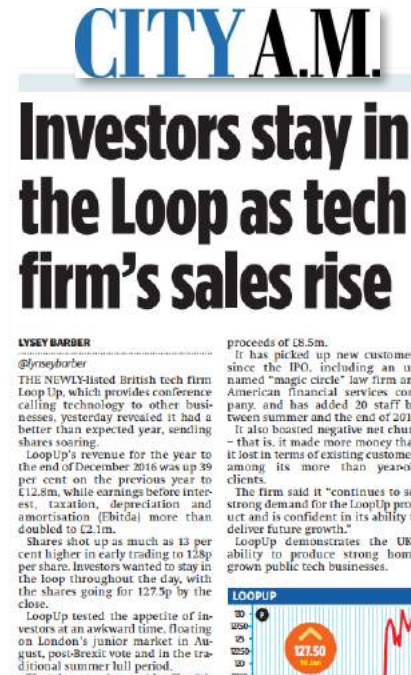 CITY A.M.
Investors stay in
the Loop as tech
firm's sales rise
LYSEY BARBER
@lynseybarber
THE NEWLY-listed British tech firm
Loop Up, which provides conference
calling technology to other busi-
nesses, yesterday revealed it had a
better than expected year, sending
shares soaring.
LoopUp's revenue for the year to
the end of December 2016 was up 39
per cent on the previous year to
£12.8m, while earnings before inter-
est, taxation, depreciation and
amortisation (Ebitda) more than
doubled to £2.1m.
Shares shot up as much as 13 per
cent higher in early trading to 128p
per share. Investors wanted to stay in
the loop throughout the day, with
the shares going for 127.5p by the
close.
LoopUp tested the appetite of in-
vestors at an awkward time, floating
on London's junior market in Au-
gust, post-Brexit vote and in the tra-
ditional summer lull period.
proceeds of £8.5m.
It has picked up new custome
since the IPO, including an u
named "magic circle" law firm an
American financial services con
pany, and has added 20 staff b
tween summer and the end of 201
It also boasted negative net chur
– that is, it made more money tha
it lost in terms of existing custome
among its more than year-o
clients.
The firm said it "continues to s
strong demand for the LoopUp pro
uct and is confident in its ability
deliver future growth."
LoopUp demonstrates the UK
ability to produce strong hom
grown public tech businesses.
LOOPUP
P
127.50